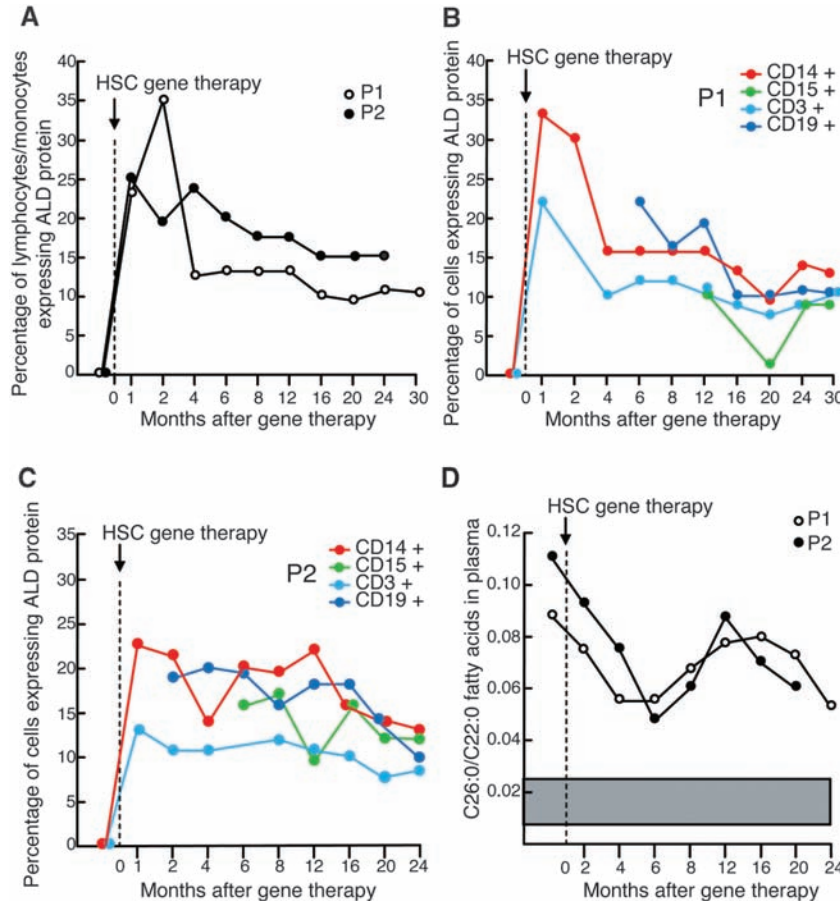 A
Percentage of lymphocytes/monocytes
expressing ALD protein
40
35
30
25
20
15
10
5
0
HSC gene therapy
P1
P2
0 1 2 4 6 8 12 16 20 24 30
Months after gene therapy
B
Percentage of cells expressing ALD protein
40
35
30
25
20
15
10
5
0
HSC gene therapy
P1
CD14 +
CD15 +
CD3 +
CD19 +
0 1 2 4 6 8 12 16 20 24 30
Months after gene therapy
C
Percentage of cells expressing ALD protein
35
30
25
20
15
10
5
0
HSC gene therapy
P2
CD14 +
CD15 +
CD3 +
CD19 +
0 1 2 4 6 8 12 16 20 24
Months after gene therapy
D
C26:0/C22:0 fatty acids in plasma
0.12
0.10
0.08
0.06
0.04
0.02
HSC gene therapy
P1
P2
0 2 4 6 8 12 16 20 24
Months after gene therapy